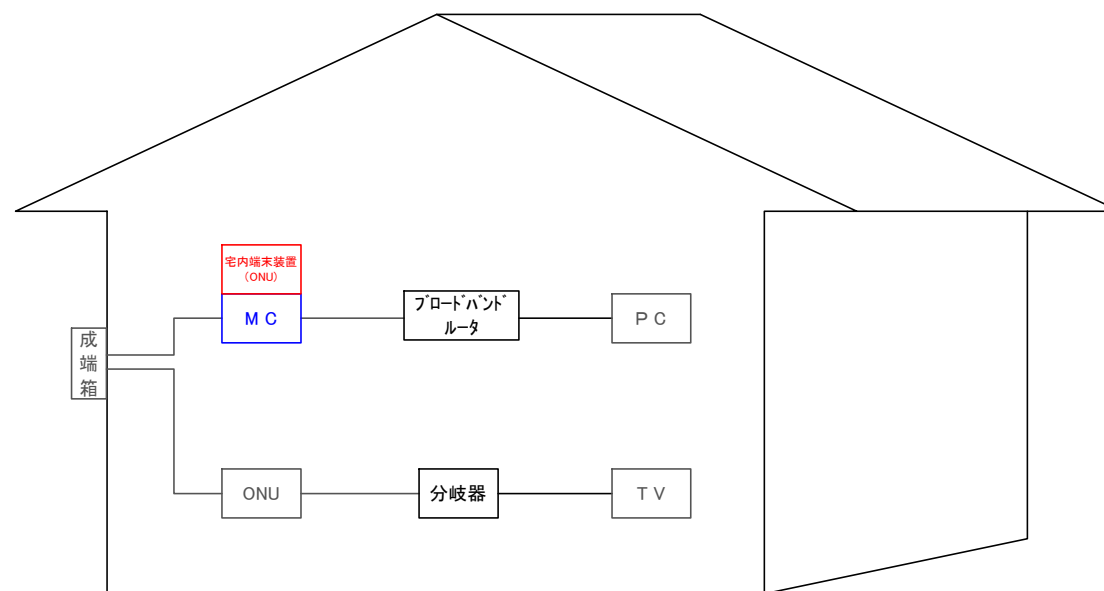 宅内端末装置
（ONU）
ＭＣ
ﾌﾞﾛｰﾄﾞﾊﾞﾝﾄﾞ
ﾙｰﾀ
ＰＣ
成
端
箱
ONU
分岐器
ＴＶ